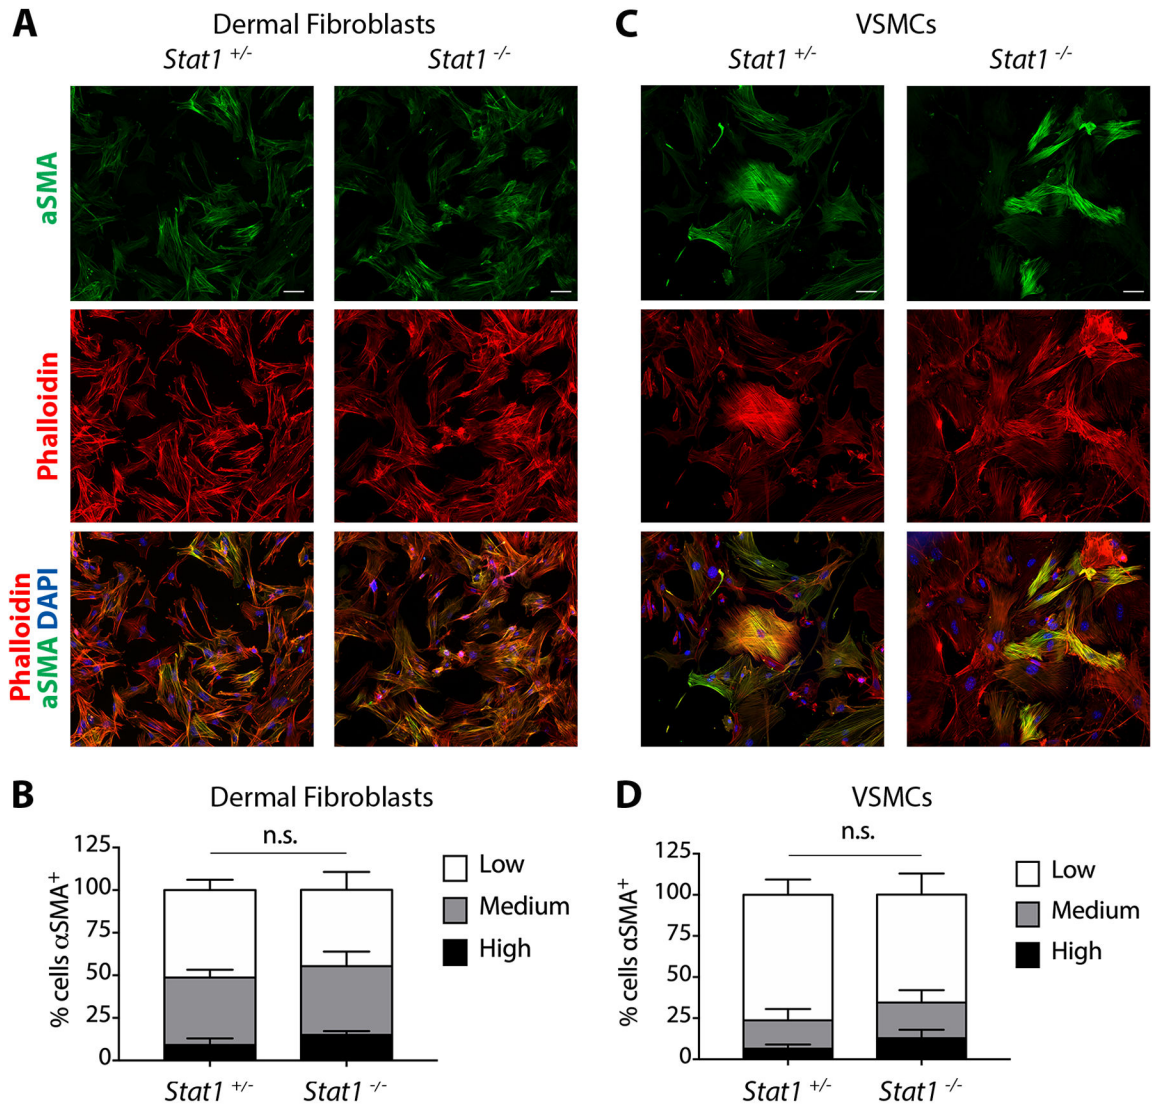 A
Dermal Fibroblasts
Stat1 +/-
Stat1 -/-
aSMA
Phalloidin
Phalloidin
aSMA DAPI
C
VSMCs
Stat1 +/-
Stat1 -/-
B
Dermal Fibroblasts
n.s.
% cells αSMA+
125
100
75
50
25
0
Low
Medium
High
Stat1 +/-
Stat1 -/-
D
VSMCs
n.s.
% cells αSMA+
125
100
75
50
25
0
Low
Medium
High
Stat1 +/-
Stat1 -/-